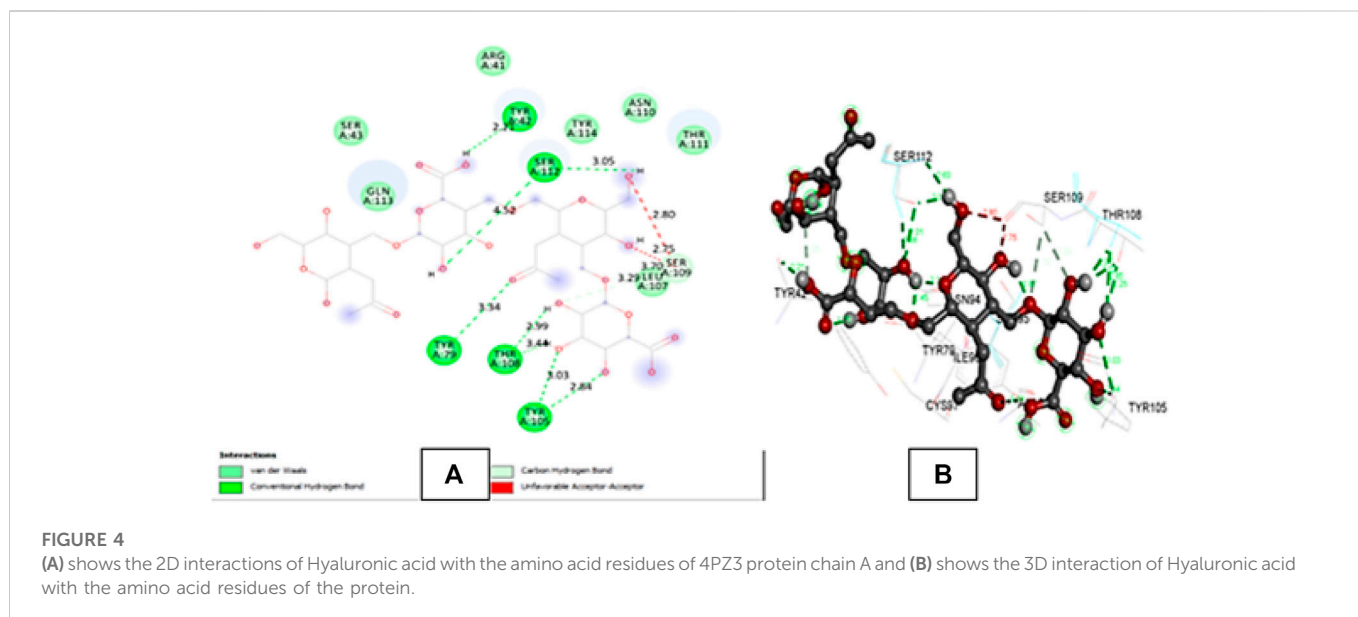 ARG
A:41
TYR
A:42
SER
A:43
TYR
A:114
ASN
A:110
THR
A:111
SER
A:112
GLN
A:113
SER
A:109
LEU
A:107
TYR
A:79
THR
A:108
TYR
A:105
3.05
4.52
2.80
2.75
3.70
3.29
2.99
3.44
3.03
2.84
H
H
H
H
H
Interactions
van der Waals
Conventional Hydrogen Bond
Carbon Hydrogen Bond
Unfavorable Acceptor-Acceptor
A
SER112
SER109
THR108
TYR42
TYR105
B
FIGURE 4
(A) shows the 2D interactions of Hyaluronic acid with the amino acid residues of 4PZ3 protein chain A and (B) shows the 3D interaction of Hyaluronic acid
with the amino acid residues of the protein.